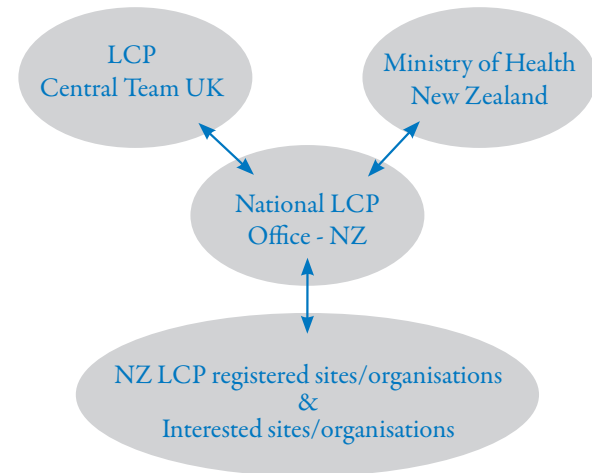 LCP
Central Team UK
Ministry of Health
New Zealand
National LCP
Office - NZ
NZ LCP registered sites/organisations
&
Interested sites/organisations